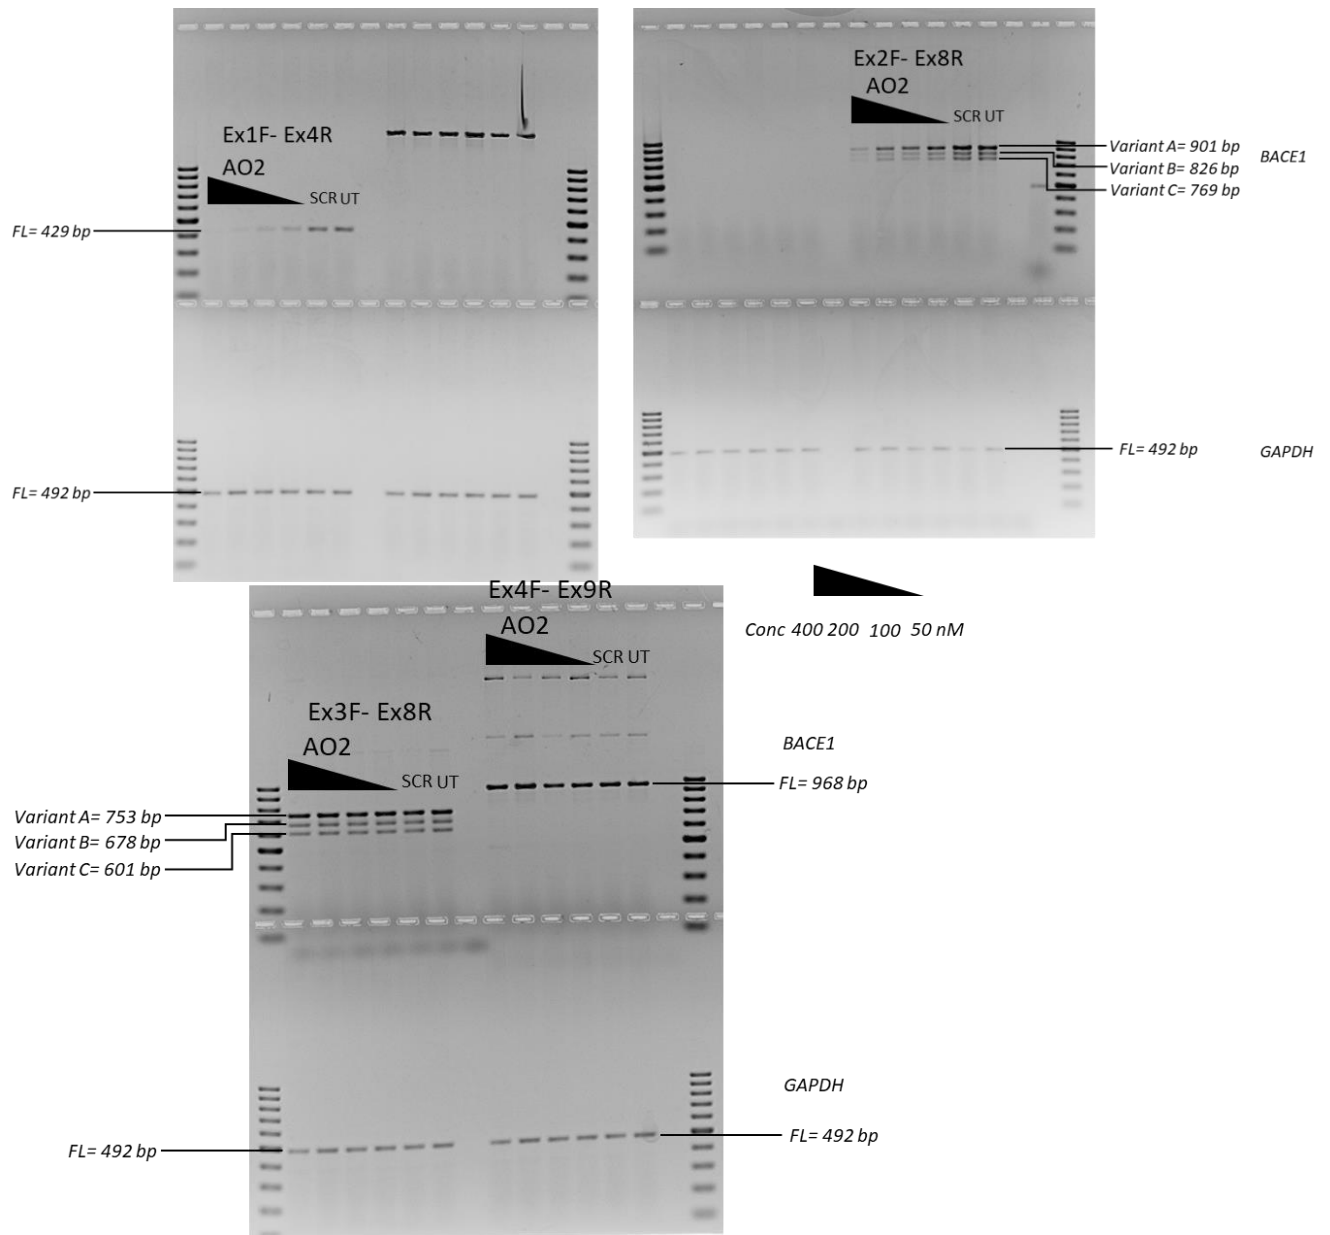 Ex1F- Ex4R
AO2
SCR UT
FL= 429 bp
FL= 492 bp
Ex2F- Ex8R
AO2
SCR UT
Variant A= 901 bp
BACE1
Variant B= 826 bp
Variant C= 769 bp
FL= 492 bp
GAPDH
Ex4F- Ex9R
AO2
SCR UT
Conc 400 200 100 50 nM
Ex3F- Ex8R
AO2
SCR UT
BACE1
FL= 968 bp
Variant A= 753 bp
Variant B= 678 bp
Variant C= 601 bp
GAPDH
FL= 492 bp
FL= 492 bp